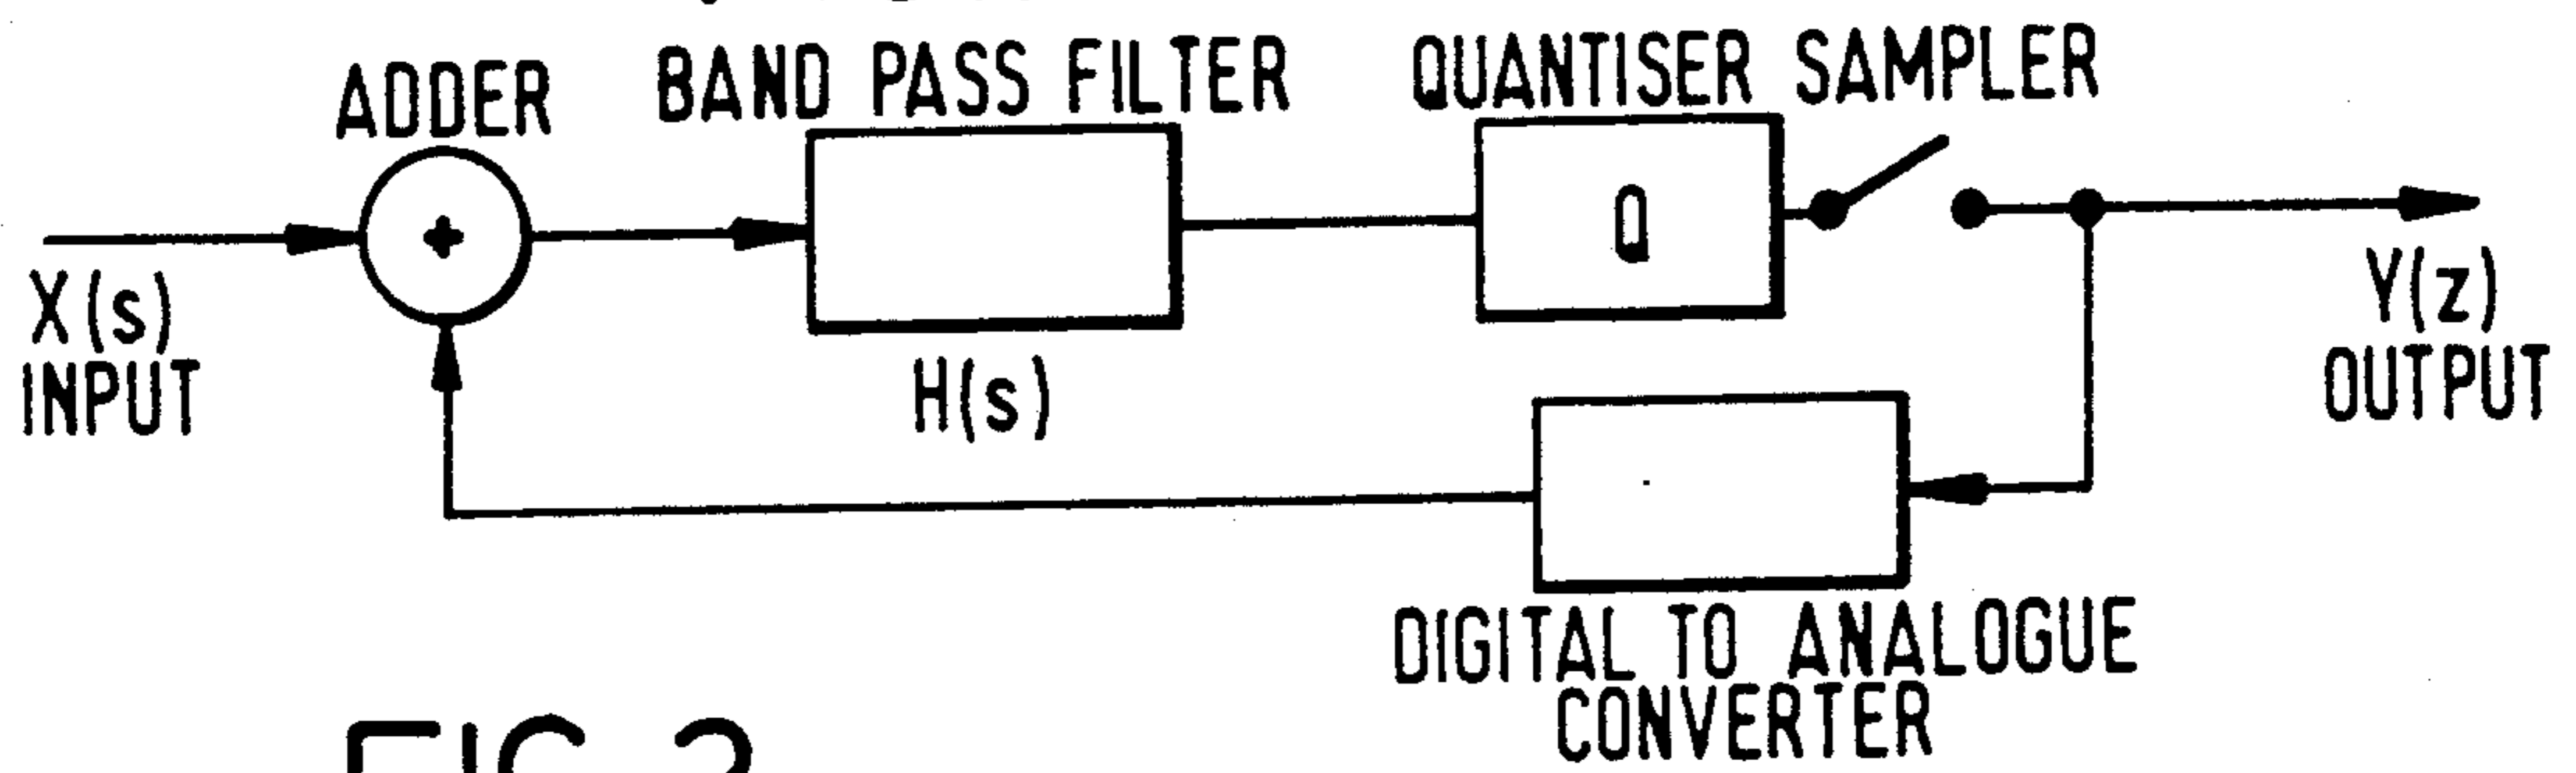 ADDER
BAND PASS FILTER
QUANTISER SAMPLER
+
Q
X(s)
INPUT
H(s)
Y(z)
OUTPUT
DIGITAL TO ANALOGUE
CONVERTER